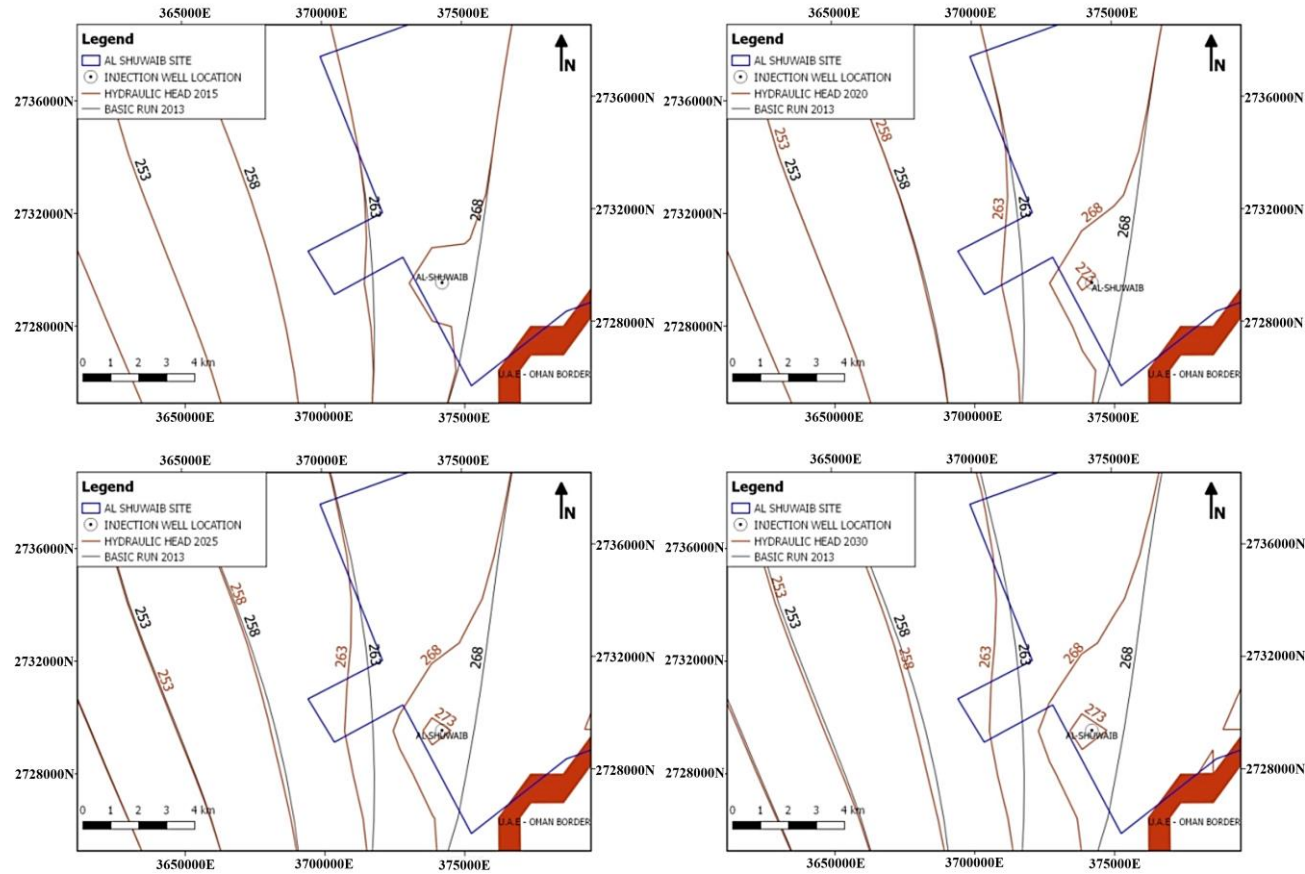 365000E 370000E 375000E
Legend
AL SHUWAIB SITE
INJECTION WELL LOCATION
HYDRAULIC HEAD 2015
BASIC RUN 2013
N
2736000N 2736000N
2732000N 2732000N
2728000N 2728000N
253
258
263
268
AL-SHUWAIB
0 1 2 3 4 km
U.A.E - OMAN BORDER
3650000E 370000E 375000E
365000E 370000E 375000E
Legend
AL SHUWAIB SITE
INJECTION WELL LOCATION
HYDRAULIC HEAD 2020
BASIC RUN 2013
N
2736000N 2736000N
2732000N 2732000N
2728000N 2728000N
253
253
258
258
263
263
268
268
273
AL-SHUWAIB
0 1 2 3 4 km
U.A.E - OMAN BORDER
3650000E 370000E 375000E
365000E 370000E 375000E
Legend
AL SHUWAIB SITE
INJECTION WELL LOCATION
HYDRAULIC HEAD 2025
BASIC RUN 2013
N
2736000N 2736000N
2732000N 2732000N
2728000N 2728000N
253
253
258
258
263
263
268
268
273
AL-SHUWAIB
0 1 2 3 4 km
U.A.E - OMAN BORDER
3650000E 370000E 375000E
365000E 370000E 375000E
Legend
AL SHUWAIB SITE
INJECTION WELL LOCATION
HYDRAULIC HEAD 2030
BASIC RUN 2013
N
2736000N 2736000N
2732000N 2732000N
2728000N 2728000N
253
253
258
258
263
263
268
268
273
AL-SHUWAIB
0 1 2 3 4 km
U.A.E - OMAN BORDER
3650000E 370000E 375000E